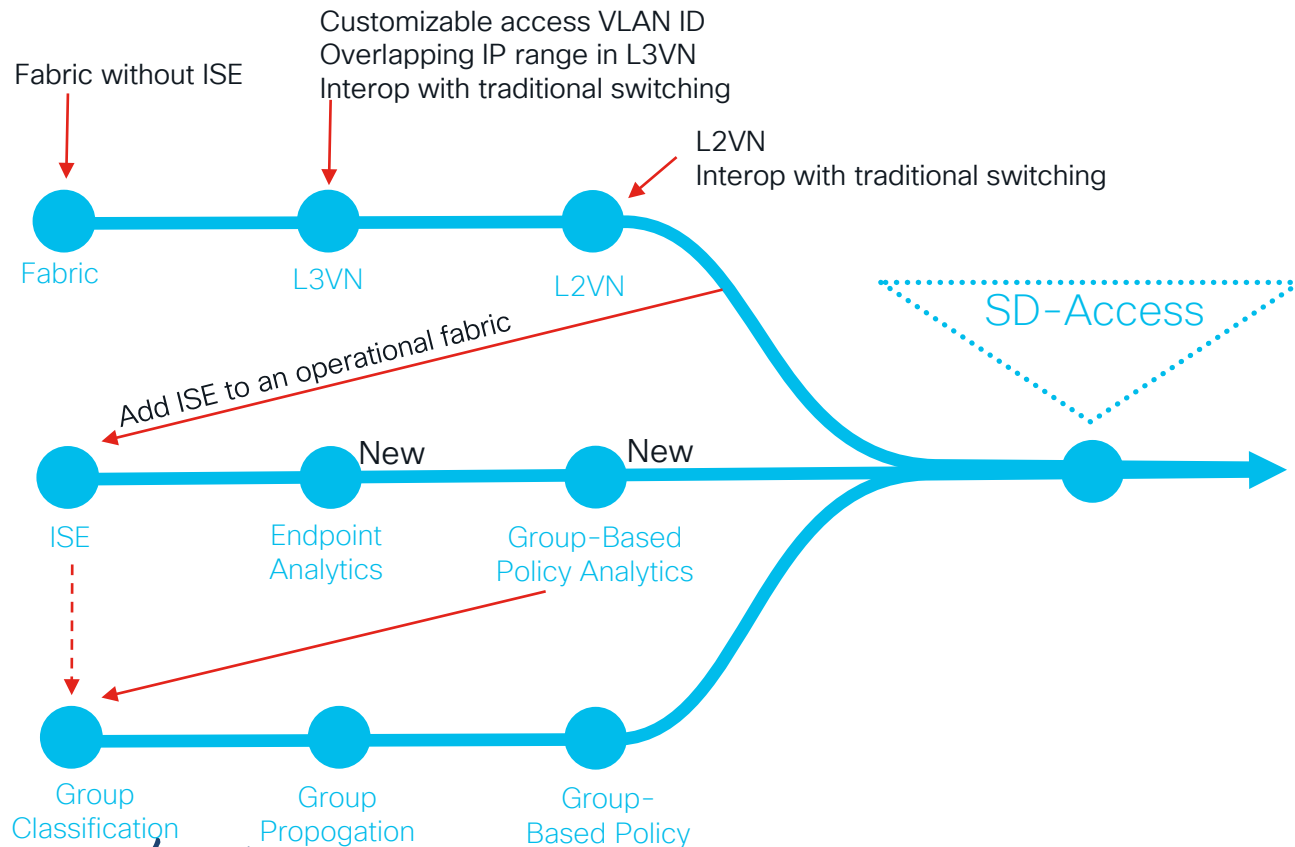 Customizable access VLAN ID
Overlapping IP range in L3VN
Interop with traditional switching
Fabric without ISE
L2VN
Interop with traditional switching
Fabric
L3VN
L2VN
SD-Access
Add ISE to an operational fabric
New
New
ISE
Endpoint
Analytics
Group-Based
Policy Analytics
Group
Classification
Group
Propogation
Group-
Based Policy